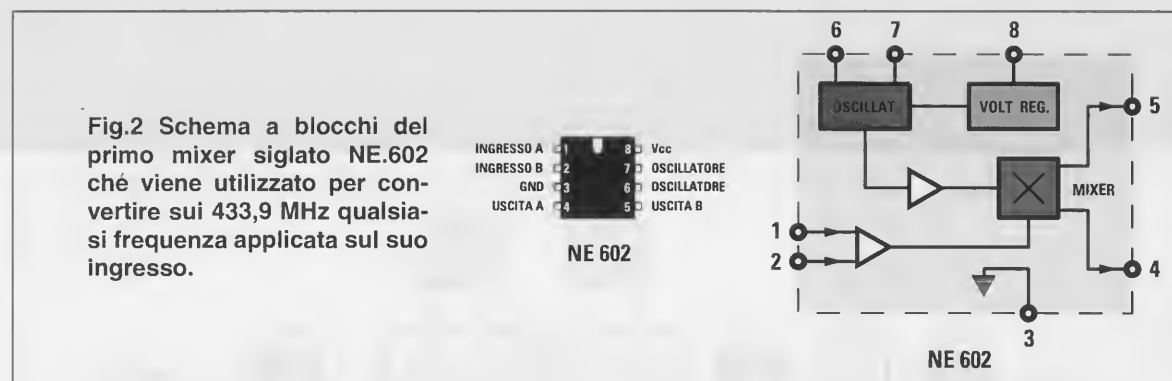 Fig.2 Schema a blocchi del
primo mixer siglato NE.602
ché viene utilizzato per con-
vertire sui 433,9 MHz qualsia-
si frequenza applicata sul suo
ingresso.
INGRESSO A 1 8 Vcc
INGRESSO B 2 7 OSCILLATORE
GND 3 6 OSCILLATDRE
USCITA A 4 5 USCITA B
NE 602
6 7 8
OSCILLAT. VOLT REG. 5
MIXER
1
2 4
3
NE 602